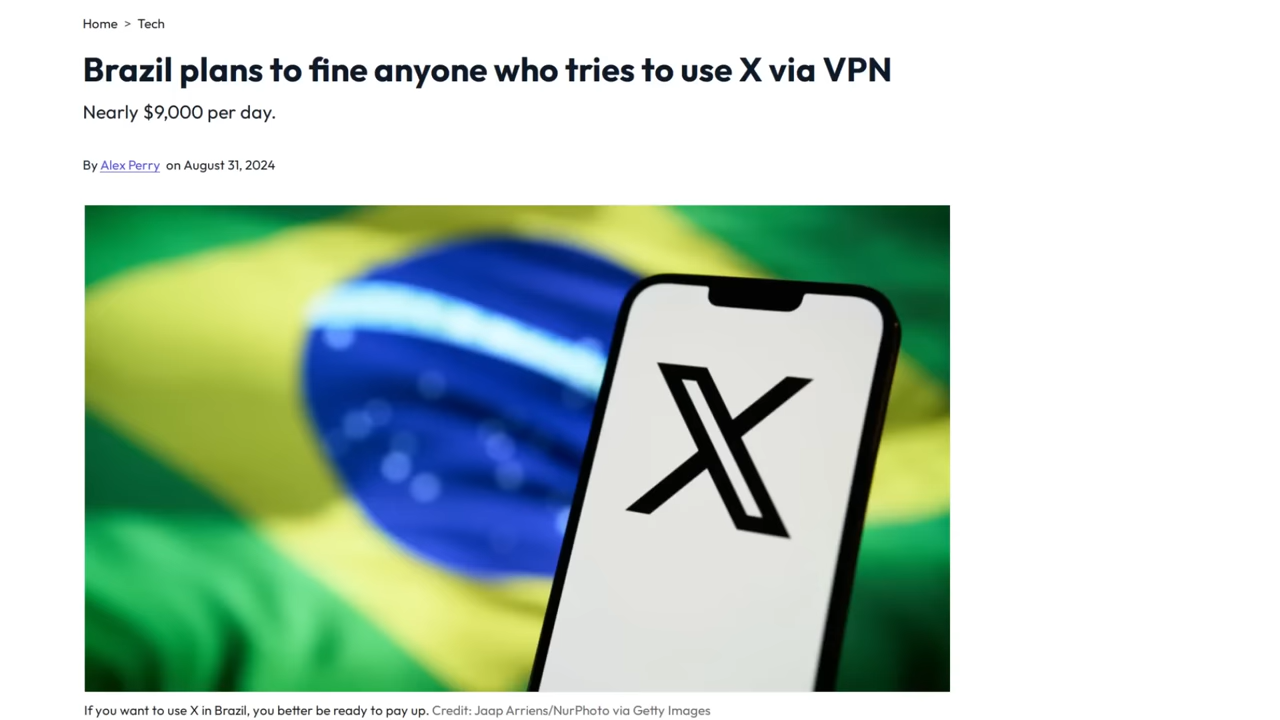 Home > Tech
Brazil plans to fine anyone who tries to use X via VPN
Nearly $9,000 per day.
By Alex Perry on August 31, 2024
If you want to use X in Brazil, you better be ready to pay up. Credit: Jaap Arriens/NurPhoto via Getty Images